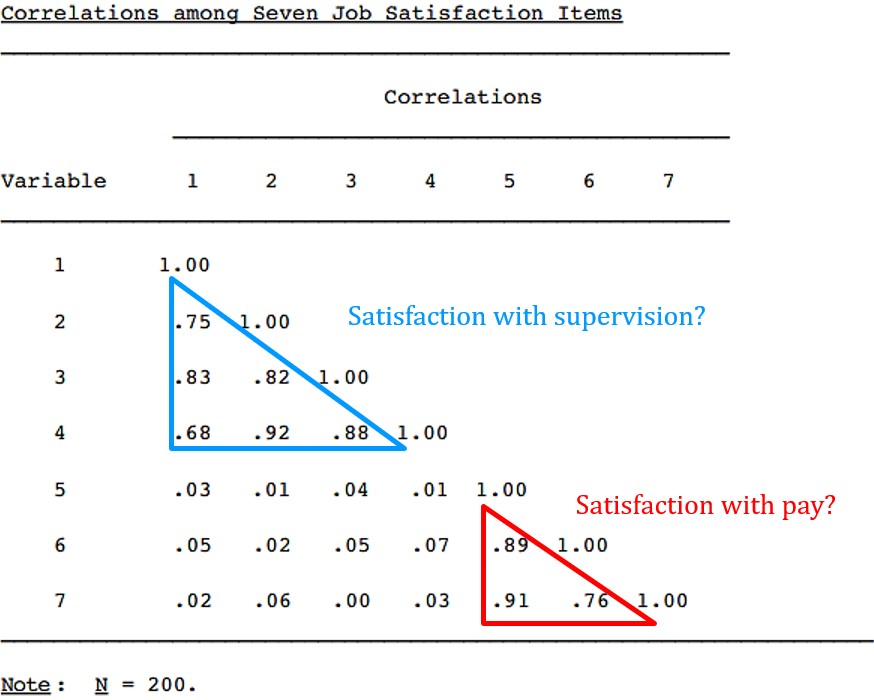 Correlations among Seven Job Satisfaction Items
Correlations
Variable 1 2 3 4 5 6 7
1 1.00
2 .75 1.00 Satisfaction with supervision?
3 .83 .82 1.00
4 .68 .92 .88 1.00
5 .03 .01 .04 .01 1.00 Satisfaction with pay?
6 .05 .02 .05 .07 .89 1.00
7 .02 .06 .00 .03 .91 .76 1.00
Note: N = 200.